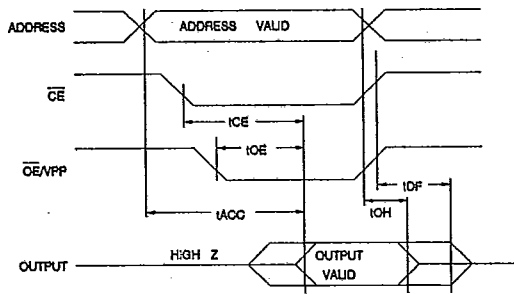 ADDRESS
ADDRESS VALID
CE
tCE
tOE
OE/VPP
tDF
tACC
tOH
HIGH Z
OUTPUT
OUTPUT
VALID